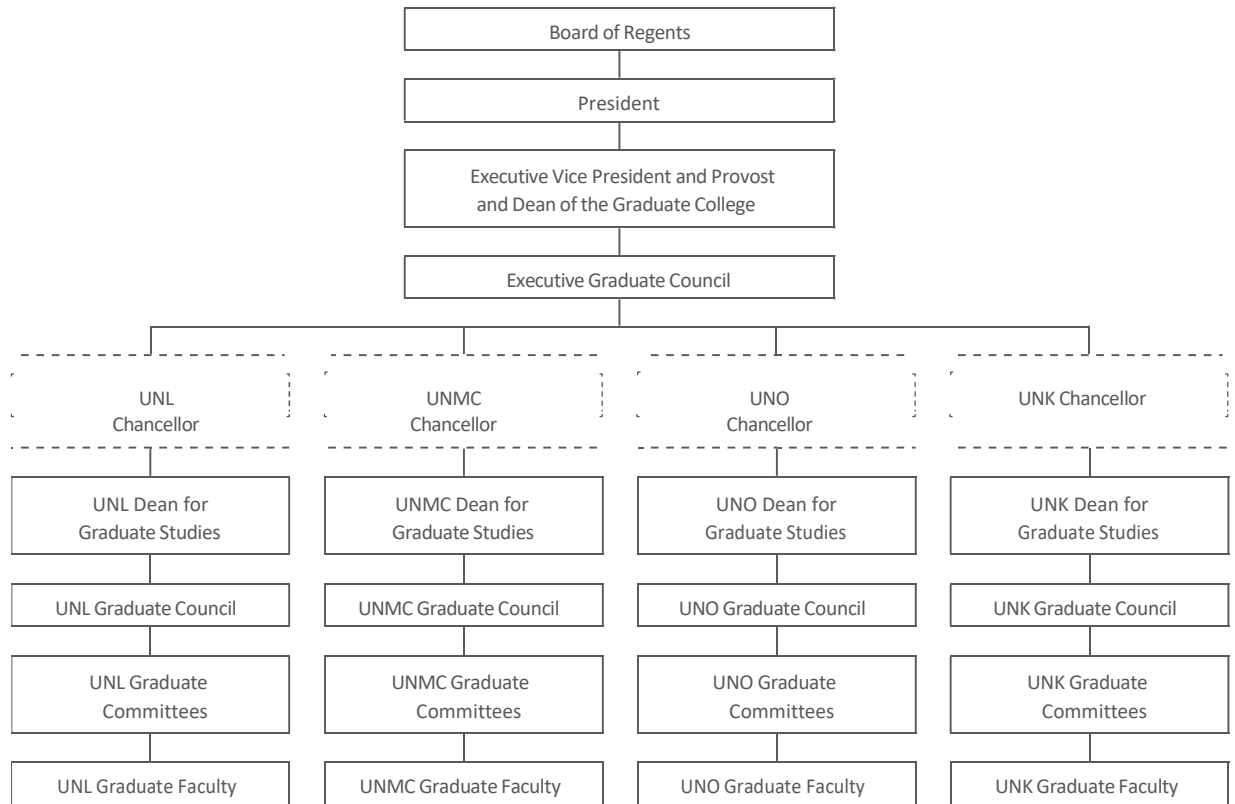 Board of Regents
President
Executive Vice President and Provost
and Dean of the Graduate College
Executive Graduate Council
UNL
Chancellor
UNMC
Chancellor
UNO
Chancellor
UNK Chancellor
UNL Dean for
Graduate Studies
UNMC Dean for
Graduate Studies
UNO Dean for
Graduate Studies
UNK Dean for
Graduate Studies
UNL Graduate Council
UNMC Graduate Council
UNO Graduate Council
UNK Graduate Council
UNL Graduate
Committees
UNMC Graduate
Committees
UNO Graduate
Committees
UNK Graduate
Committees
UNL Graduate Faculty
UNMC Graduate Faculty
UNO Graduate Faculty
UNK Graduate Faculty